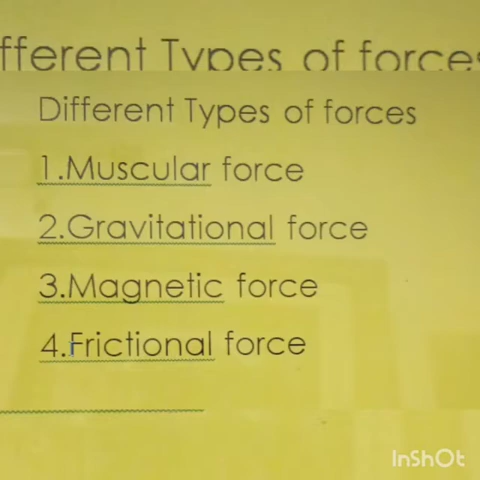 fferent Types of forces
Different Types of forces
1.Muscular force
2.Gravitational force
3.Magnetic force
4.Frictional force
InShOt